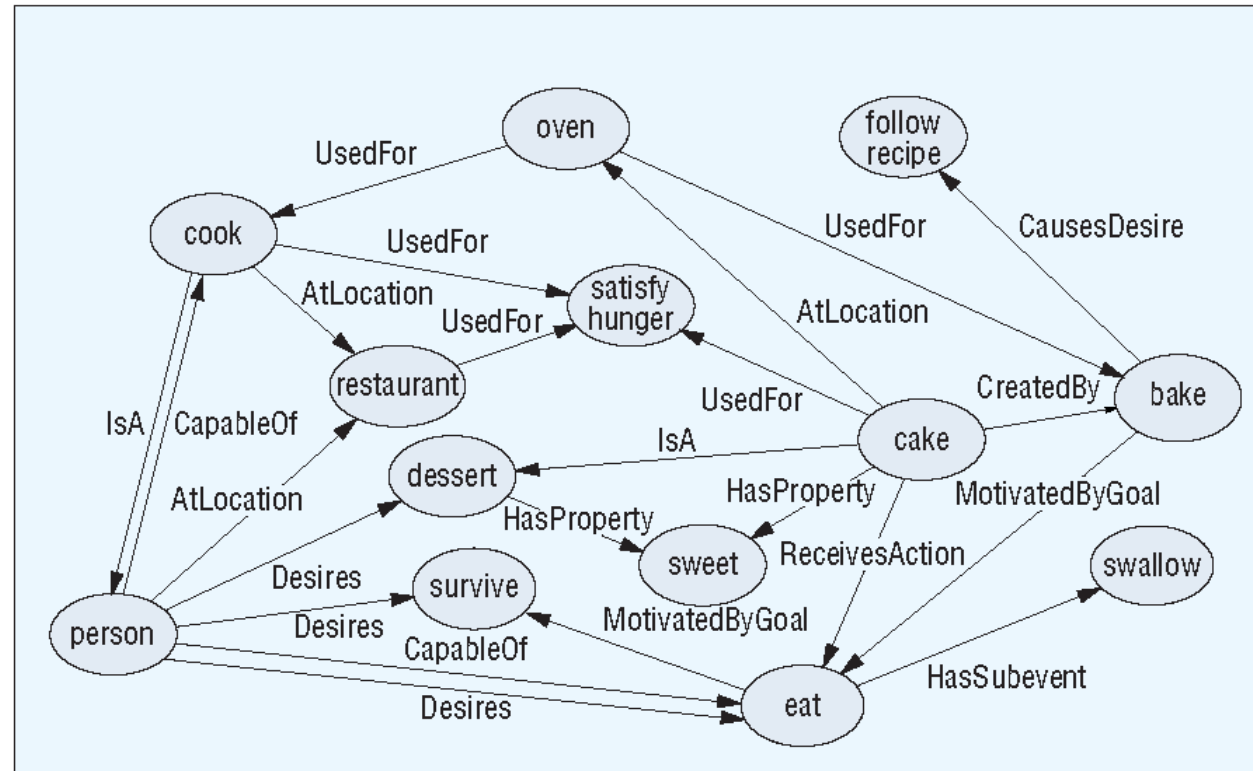 oven
follow
recipe
UsedFor
cook
UsedFor
UsedFor
CausesDesire
AtLocation
satisfy
hunger
AtLocation
UsedFor
restaurant
CreatedBy
bake
UsedFor
IsA
CapableOf
cake
IsA
dessert
HasProperty
MotivatedByGoal
AtLocation
HasProperty
ReceivesAction
sweet
swallow
Desires
survive
person
Desires
MotivatedByGoal
CapableOf
HasSubevent
Desires
eat